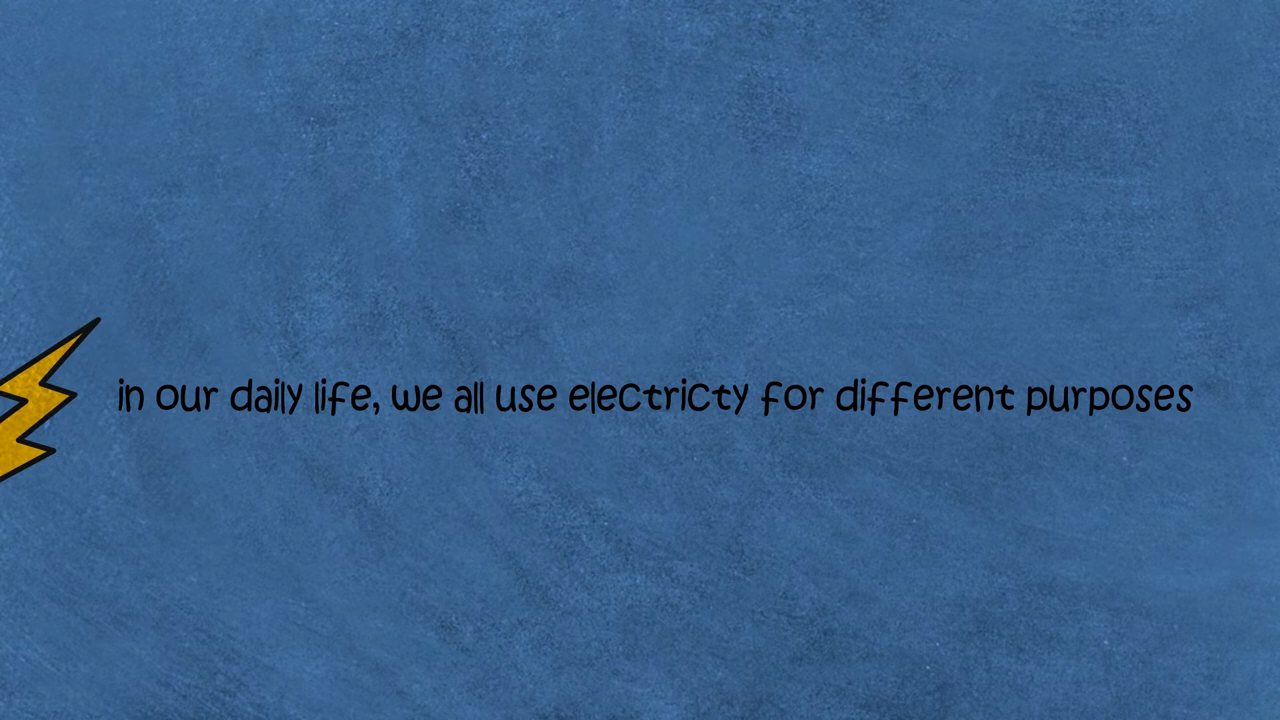 in our daily life, we all use electricty for different purposes